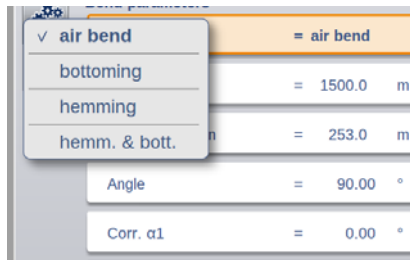 Bend parameters
✓ air bend = air bend
bottoming
= 1500.0 m
hemming
n = 253.0 m
hemm. & bott.
Angle = 90.00 °
Corr. α1 = 0.00 °